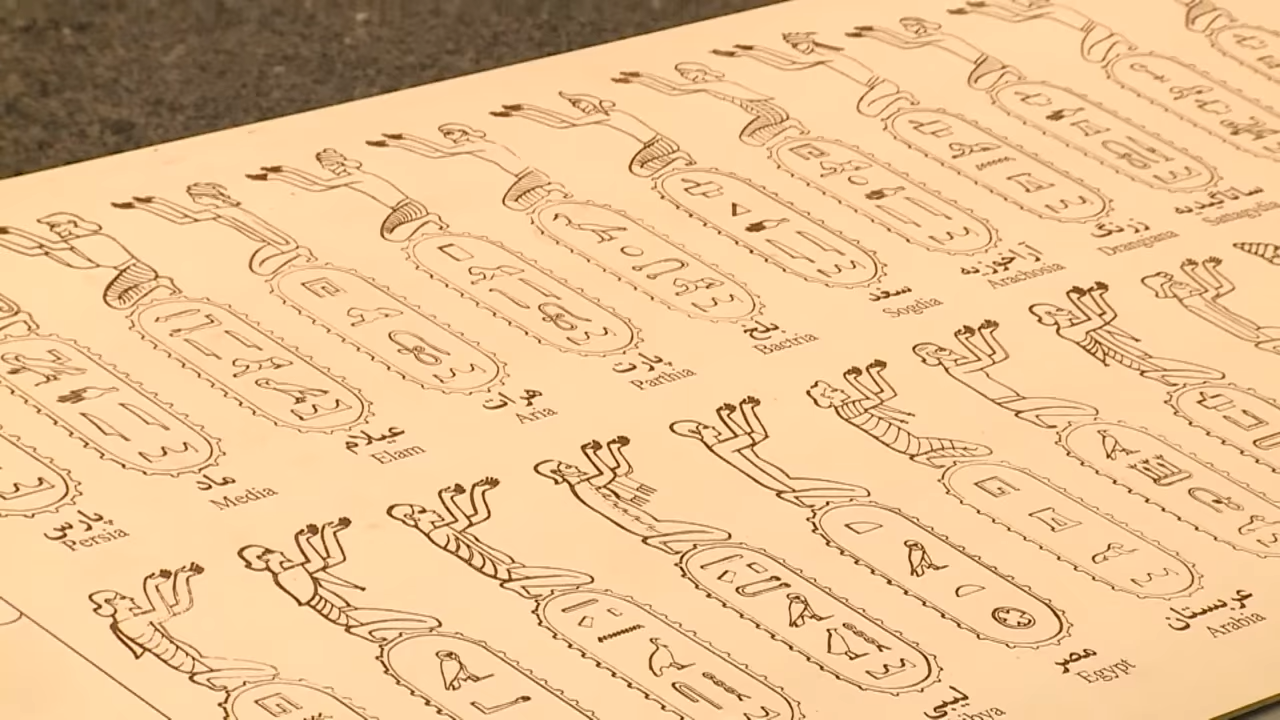 پارس
Persia
ماد
Media
عیلام
Elam
هرات
Aria
پارت
Parthia
بلخ
Bactria
سغد
Sogdia
آراخوزیه
Arachosia
زرنگ
Drangiana
ساتاگیدیه
Sattagydia
لیبی
مصر
Egypt
عربستان
Arabia